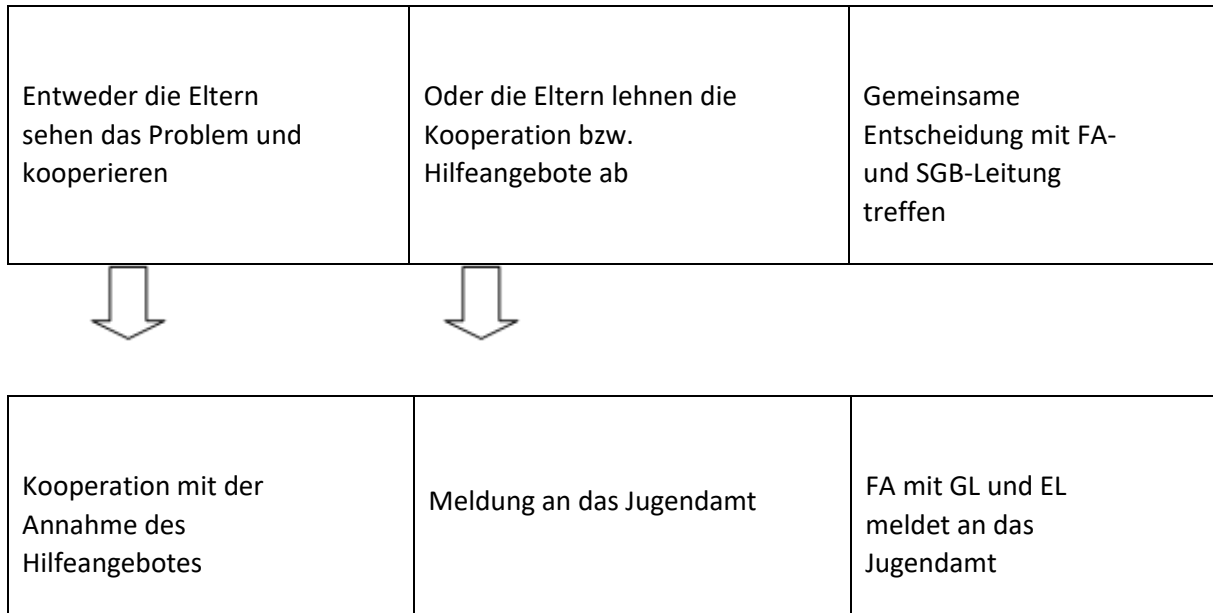 Entweder die Eltern
sehen das Problem und
kooperieren
Oder die Eltern lehnen die
Kooperation bzw.
Hilfeangebote ab
Gemeinsame
Entscheidung mit FA-
und SGB-Leitung
treffen
Kooperation mit der
Annahme des
Hilfeangebotes
Meldung an das Jugendamt
FA mit GL und EL
meldet an das
Jugendamt